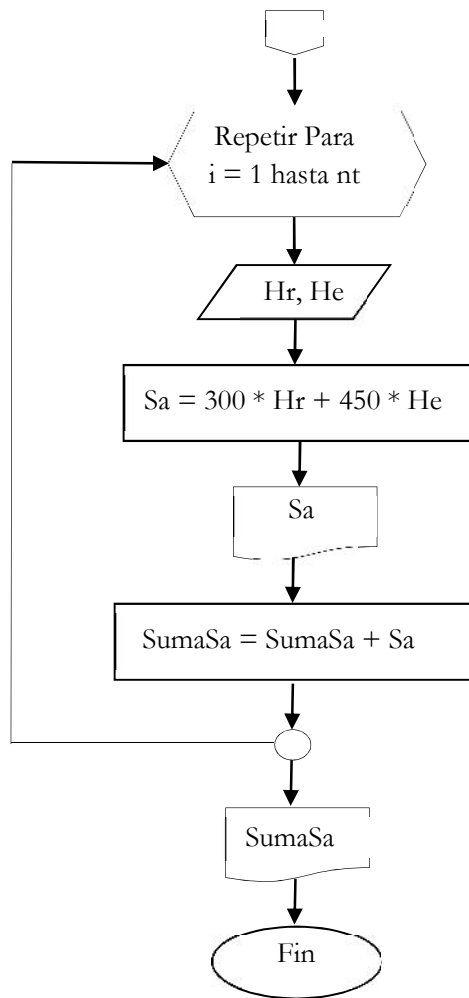 Repetir Para
i = 1 hasta nt
Hr, He
Sa = 300 * Hr + 450 * He
Sa
SumaSa = SumaSa + Sa
SumaSa
Fin